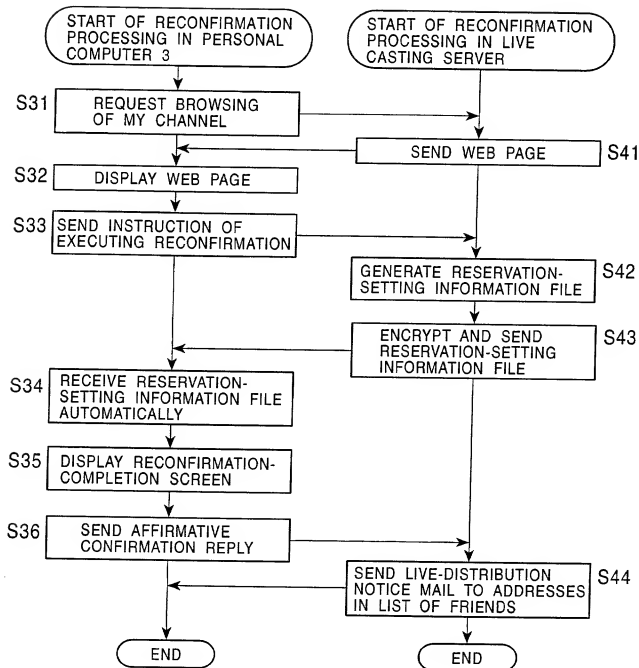 START OF RECONFIRMATION
PROCESSING IN PERSONAL
COMPUTER 3
START OF RECONFIRMATION
PROCESSING IN LIVE
CASTING SERVER
S31
REQUEST BROWSING
OF MY CHANNEL
SEND WEB PAGE
S41
S32
DISPLAY WEB PAGE
S33
SEND INSTRUCTION OF
EXECUTING RECONFIRMATION
GENERATE RESERVATION-
SETTING INFORMATION FILE
S42
ENCRYPT AND SEND
RESERVATION-SETTING
INFORMATION FILE
S43
S34
RECEIVE RESERVATION-
SETTING INFORMATION FILE
AUTOMATICALLY
S35
DISPLAY RECONFIRMATION-
COMPLETION SCREEN
S36
SEND AFFIRMATIVE
CONFIRMATION REPLY
SEND LIVE-DISTRIBUTION
NOTICE MAIL TO ADDRESSES
IN LIST OF FRIENDS
S44
END
END